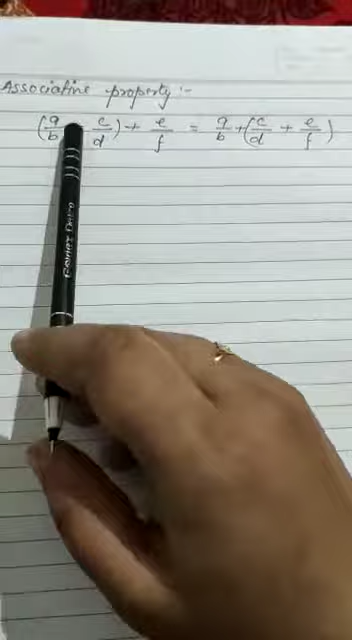 Associative property :-
(a/b c/d) + e/f = a/b + (c/d + e/f)